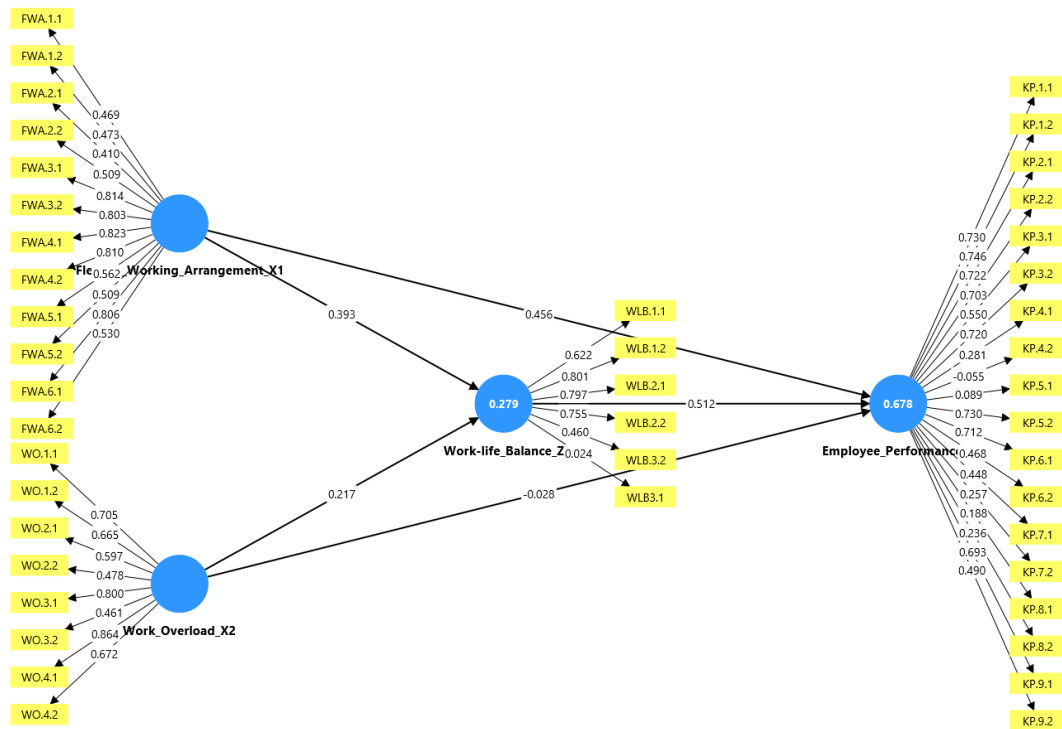 FWA.1.1
FWA.1.2
FWA.2.1
FWA.2.2
FWA.3.1
FWA.3.2
FWA.4.1
FWA.4.2
FWA.5.1
FWA.5.2
FWA.6.1
FWA.6.2
0.469
0.473
0.410
0.509
0.814
0.803
0.823
0.810
0.562
0.509
0.806
0.530
Working_Arrangement_X1
WO.1.1
WO.1.2
WO.2.1
WO.2.2
WO.3.1
WO.3.2
WO.4.1
WO.4.2
0.705
0.665
0.597
0.478
0.800
0.461
0.864
0.672
Work_Overload_X2
0.393
0.456
0.217
-0.028
0.512
0.279
Work-life_Balance_Z
0.622
0.801
0.797
0.755
0.460
0.024
WLB.1.1
WLB.1.2
WLB.2.1
WLB.2.2
WLB.3.2
WLB3.1
0.678
Employee_Performanc
0.730
0.746
0.722
0.703
0.550
0.720
0.281
-0.055
0.089
0.730
0.712
0.468
0.448
0.257
0.188
0.236
0.693
0.490
KP.1.1
KP.1.2
KP.2.1
KP.2.2
KP.3.1
KP.3.2
KP.4.1
KP.4.2
KP.5.1
KP.5.2
KP.6.1
KP.6.2
KP.7.1
KP.7.2
KP.8.1
KP.8.2
KP.9.1
KP.9.2